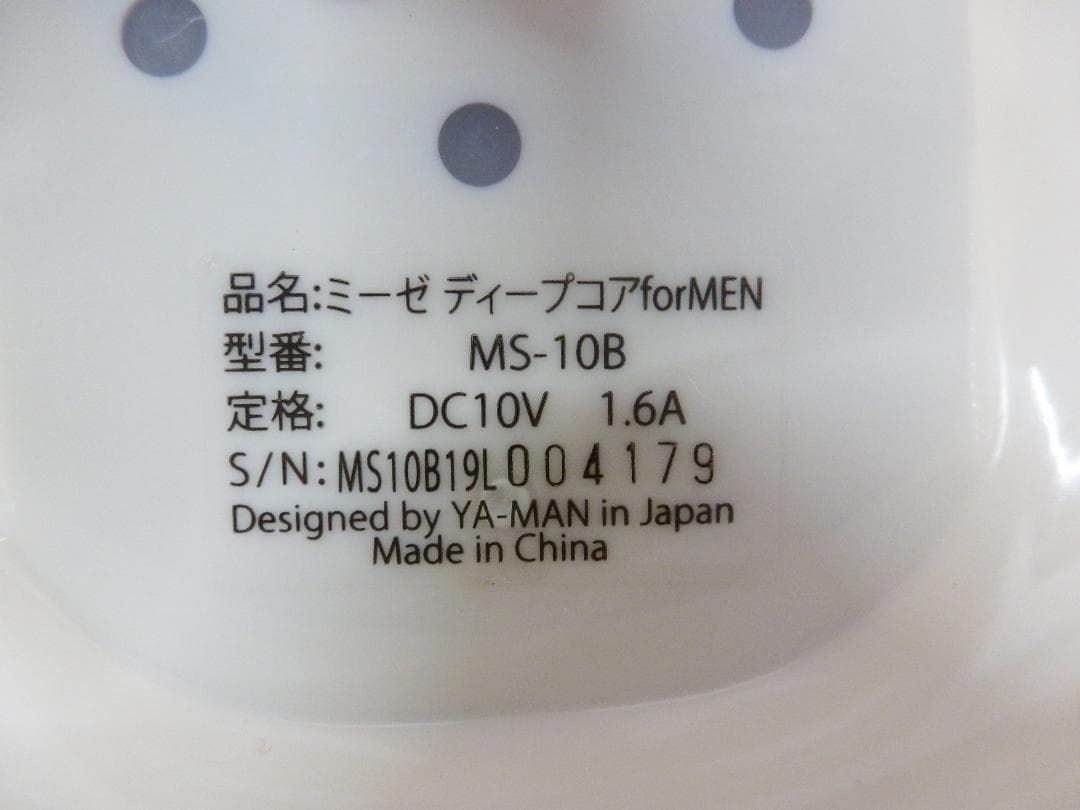 品名:ミーゼ ディープコアforMEN
型番: MS-10B
定格: DC10V 1.6A
S/N: MS10B19L004179
Designed by YA-MAN in Japan
Made in China